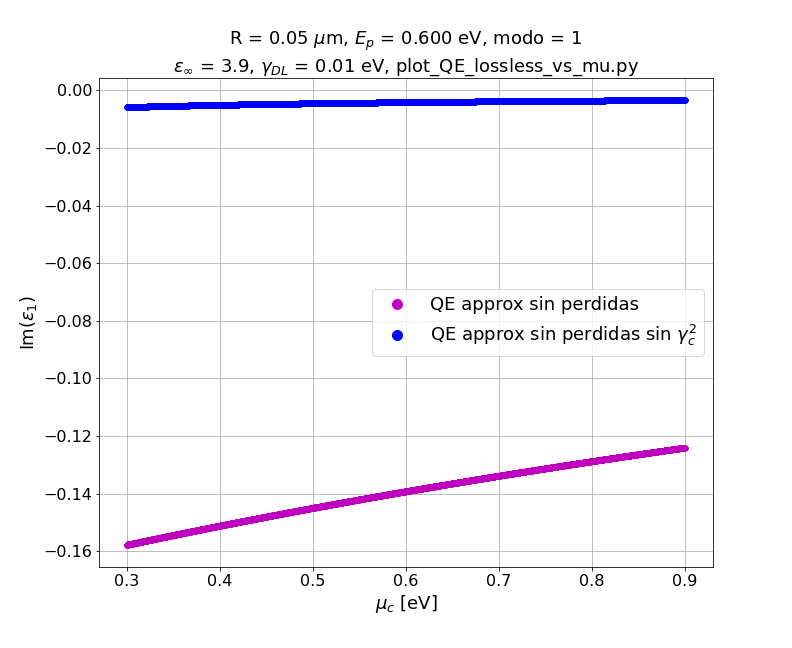 R = 0.05 μm, E_p = 0.600 eV, modo = 1
ε_∞ = 3.9, γ_DL = 0.01 eV, plot_QE_lossless_vs_mu.py
0.00
−0.02
−0.04
−0.06
−0.08
−0.10
−0.12
−0.14
−0.16
Im(ε₁)
QE approx sin perdidas
QE approx sin perdidas sin γ_c^2
0.3 0.4 0.5 0.6 0.7 0.8 0.9
μ_c [eV]